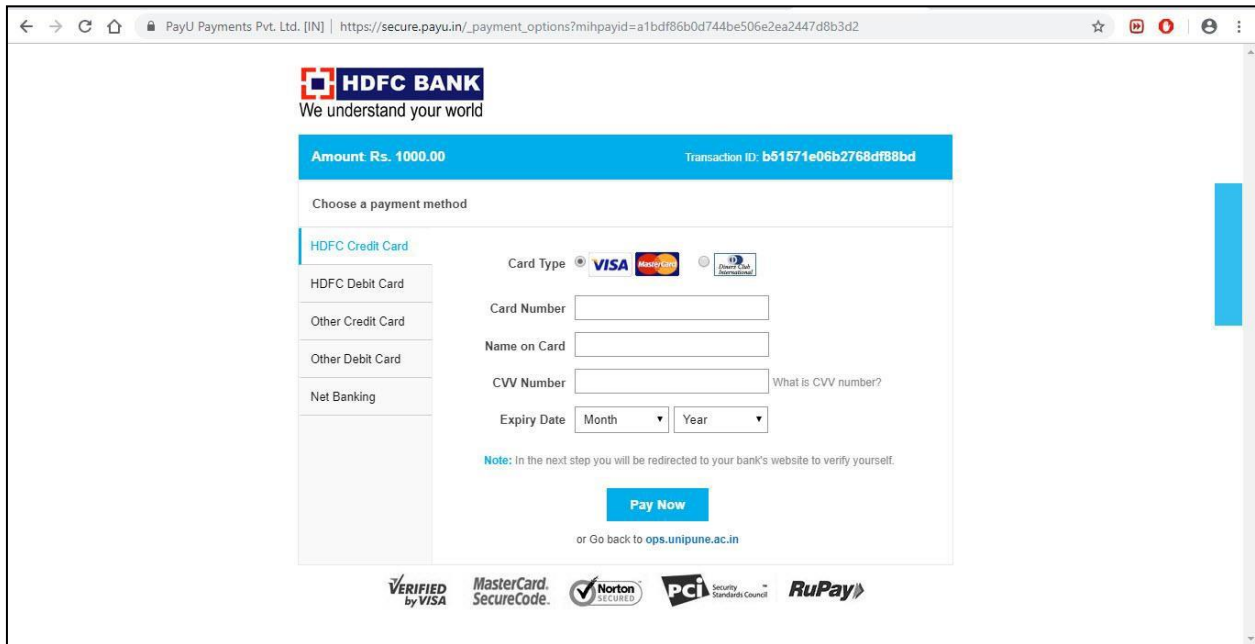 PayU Payments Pvt. Ltd. [IN] | https://secure.payu.in/_payment_options?mihpayid=a1bdf86b0d744be506e2ea2447d8b3d2
HDFC BANK
We understand your world
Amount: Rs. 1000.00 Transaction ID: b51571e06b2768df88bd
Choose a payment method
HDFC Credit Card
HDFC Debit Card
Other Credit Card
Other Debit Card
Net Banking
Card Type VISA MasterCard Diners Club International
Card Number
Name on Card
CVV Number What is CVV number?
Expiry Date Month Year
Note: In the next step you will be redirected to your bank's website to verify yourself.
Pay Now
or Go back to ops.unipune.ac.in
VERIFIED by VISA
MasterCard. SecureCode.
Norton SECURED
PCi Security Standards Council ™
RuPay